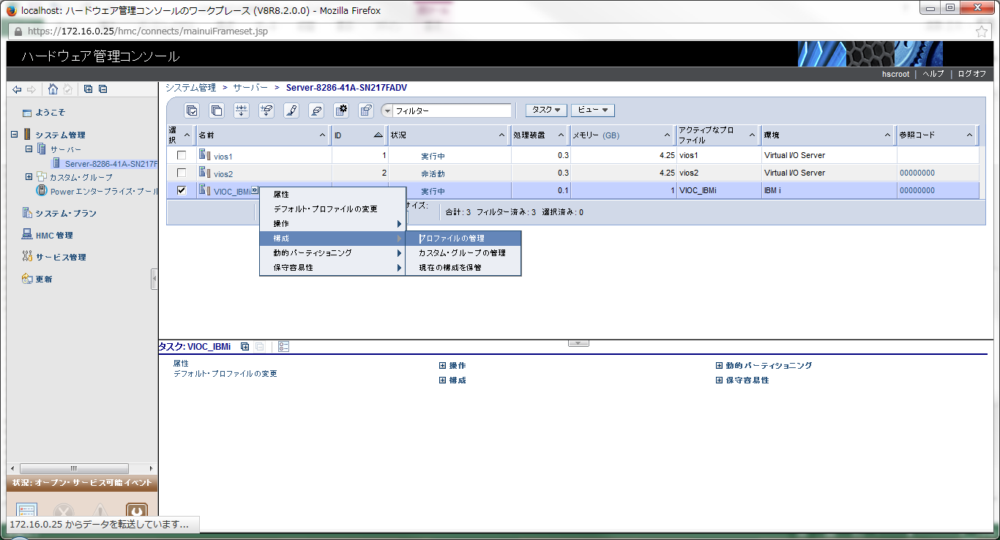 localhost: ハードウェア管理コンソールのワークプレース (V8R8.2.0.0) - Mozilla Firefox
https://172.16.0.25/hmc/connects/mainuiFrameset.jsp
ハードウェア管理コンソール
hscroot | ヘルプ | ログオフ
システム管理 > サーバー > Server-8286-41A-SN217FADV
ようこそ
システム管理
サーバー
Server-8286-41A-SN217F
カスタム・グループ
Power エンタープライズ・プール
システム・プラン
HMC 管理
サービス管理
更新
フィルター タスク ビュー
選択 名前 ID 状況 処理装置 メモリー (GB) アクティブなプロファイル 環境 参照コード
vios1 1 実行中 0.3 4.25 vios1 Virtual I/O Server
vios2 2 非活動 0.3 4.25 vios2 Virtual I/O Server 00000000
VIOC_IBMi 実行中 0.1 1 VIOC_IBMi IBM i 00000000
サイズ: 合計: 3 フィルター済み: 3 選択済み: 0
属性
デフォルト・プロファイルの変更
操作
構成
動的パーティショニング
保守容易性
プロファイルの管理
カスタム・グループの管理
現在の構成を保管
タスク: VIOC_IBMi
属性
デフォルト・プロファイルの変更
操作
構成
動的パーティショニング
保守容易性
状況: オープン・サービス可能イベント
172.16.0.25 からデータを転送しています...